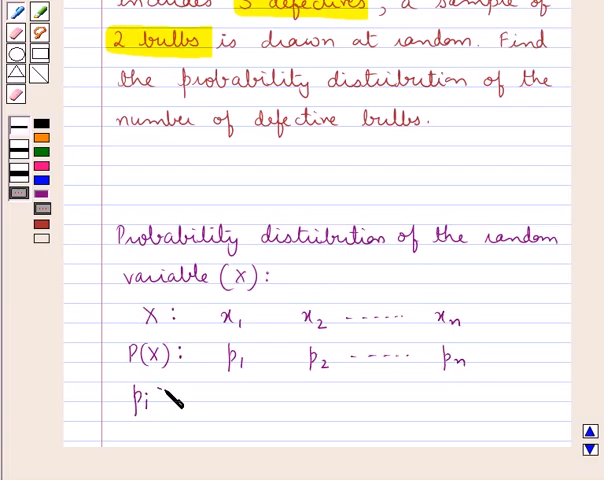 includes 3 defectives, a sample of
2 bulbs is drawn at random. Find
the probability distribution of the
number of defective bulbs.
Probability distribution of the random
variable (X):
X: x₁ x₂ ------ xₙ
P(X): p₁ p₂ ------ pₙ
pᵢ